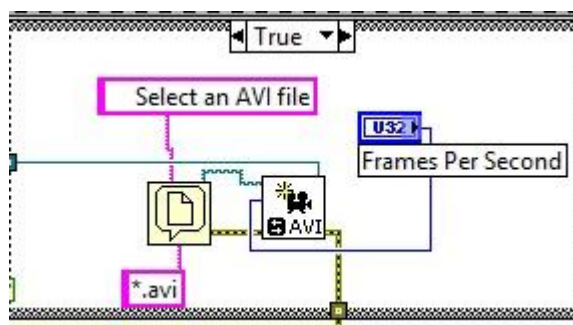 True
Select an AVI file
U32
Frames Per Second
AVI
*.avi